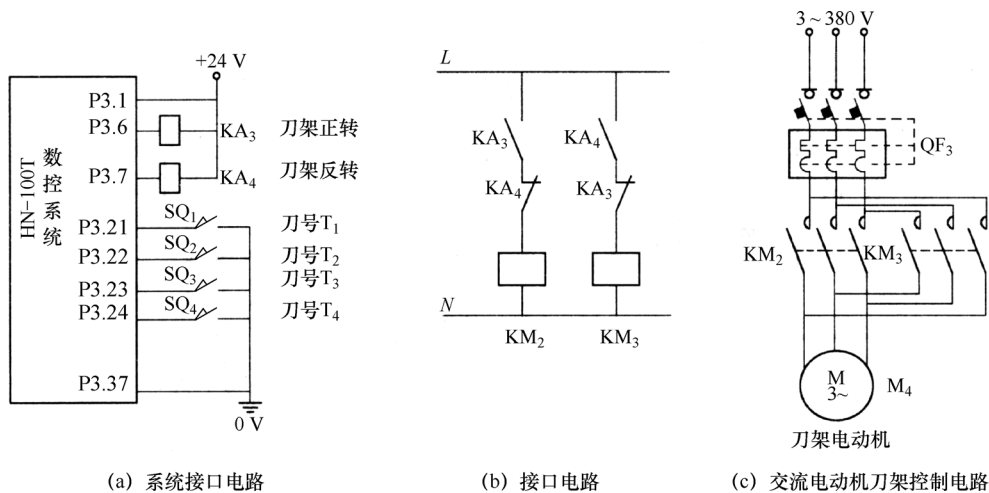 +24 V
P3.1
P3.6
KA3
刀架正转
P3.7
KA4
刀架反转
HN-100T
数控系统
P3.21
SQ1
刀号T1
P3.22
SQ2
刀号T2
P3.23
SQ3
刀号T3
P3.24
SQ4
刀号T4
P3.37
0 V
(a) 系统接口电路
L
KA3
KA4
KA4
KA3
N
KM2
KM3
(b) 接口电路
3~380 V
QF3
KM2
KM3
M
3~
M4
刀架电动机
(c) 交流电动机刀架控制电路